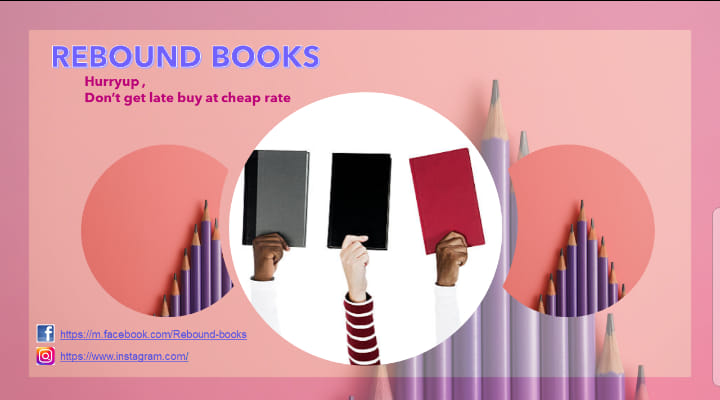 REBOUND BOOKS
Hurryup ,
Don't get late buy at cheap rate
https://m.facebook.com/Rebound-books
https://www.instagram.com/